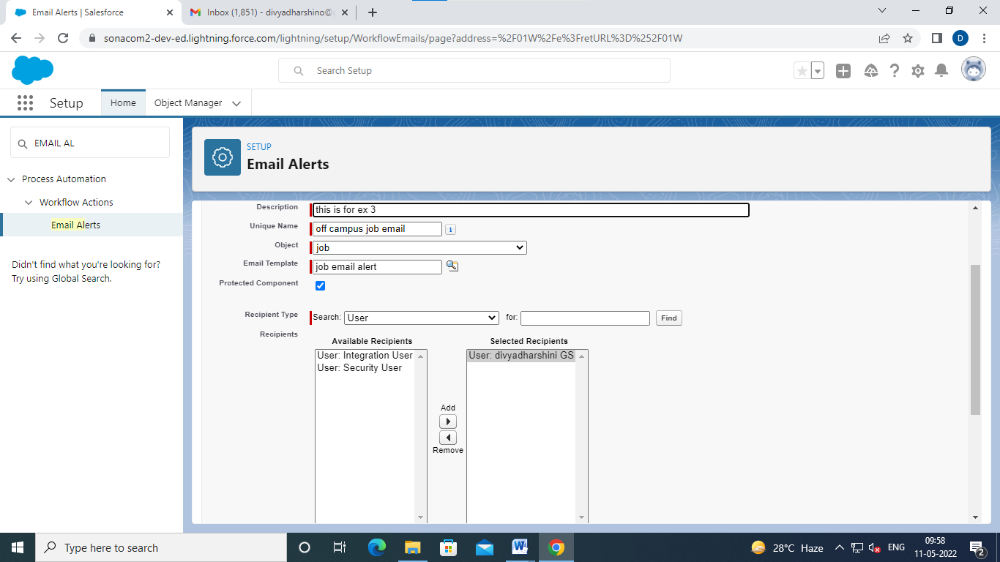 Email Alerts | Salesforce
Inbox (1,851) - divyadharshino@
sonacom2-dev-ed.lightning.force.com/lightning/setup/WorkflowEmails/page?address=%2F01W%2Fe%3FretURL%3D%252F01W
D
Search Setup
Setup
Home
Object Manager
EMAIL AL
Process Automation
Workflow Actions
Email Alerts
Didn't find what you're looking for?
Try using Global Search.
SETUP
Email Alerts
Description this is for ex 3
Unique Name off campus job email i
Object job
Email Template job email alert
Protected Component
Recipient Type Search: User for: Find
Recipients
Available Recipients Selected Recipients
User: Integration User User: divyadharshini GS
User: Security User
Add
Remove
Type here to search
28°C Haze
ENG
09:58
11-05-2022
2